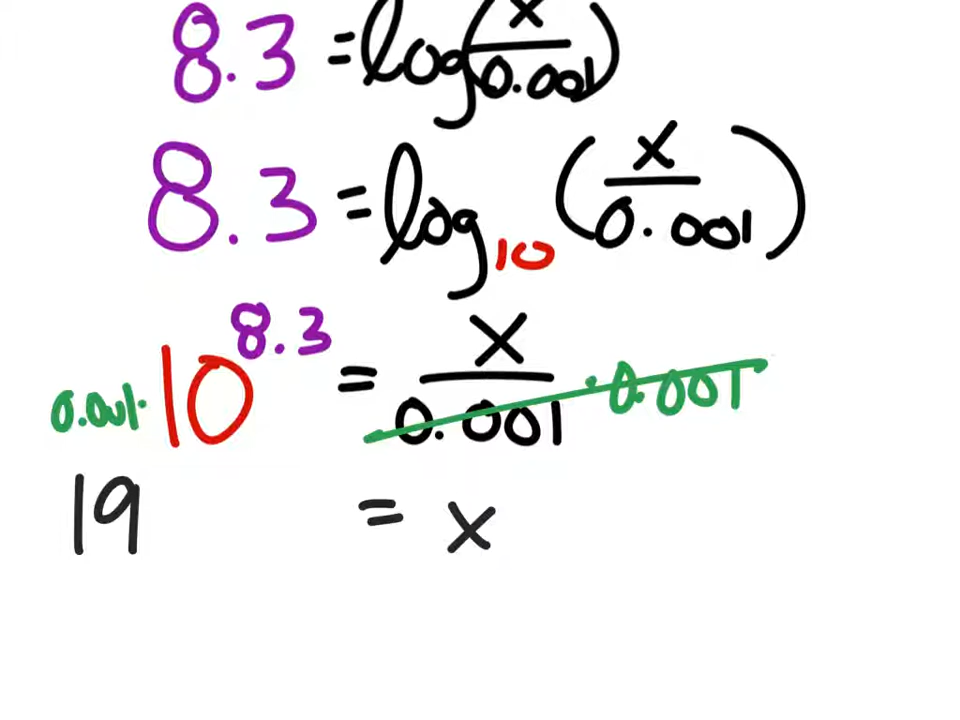 8.3 = log(x/0.001)
8.3 = log₁₀(x/0.001)
0.001· 10^8.3 = x/0.001 · 0.001
19 = x